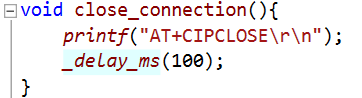 void close_connection(){
    printf("AT+CIPCLOSE\r\n");
    _delay_ms(100);
}